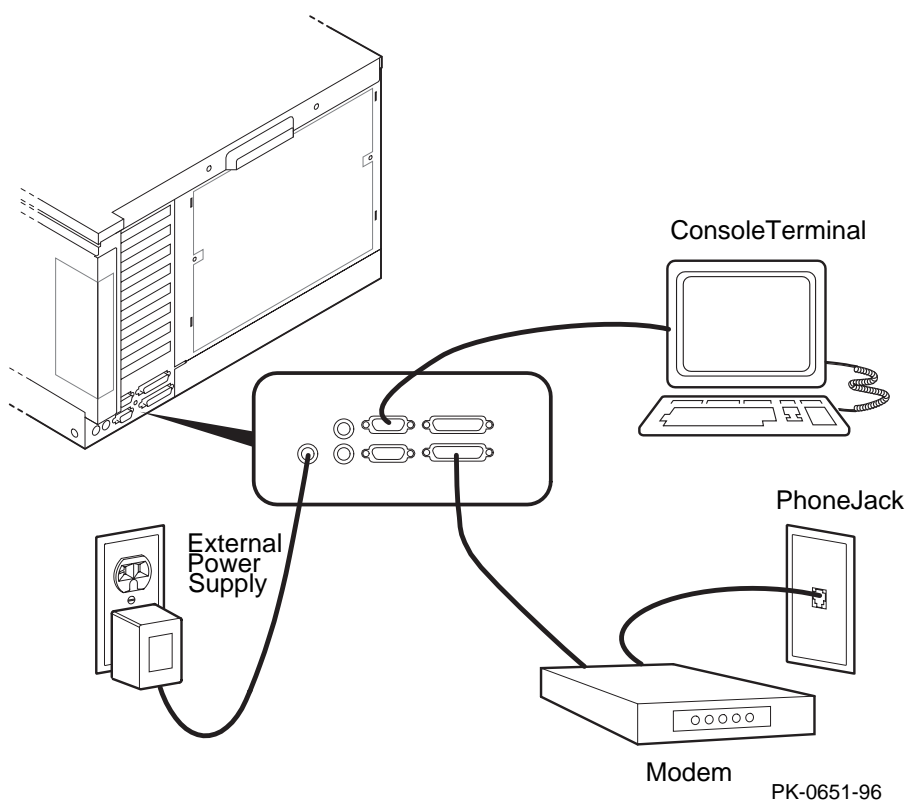 ConsoleTerminal
PhoneJack
External
Power
Supply
Modem
PK-0651-96